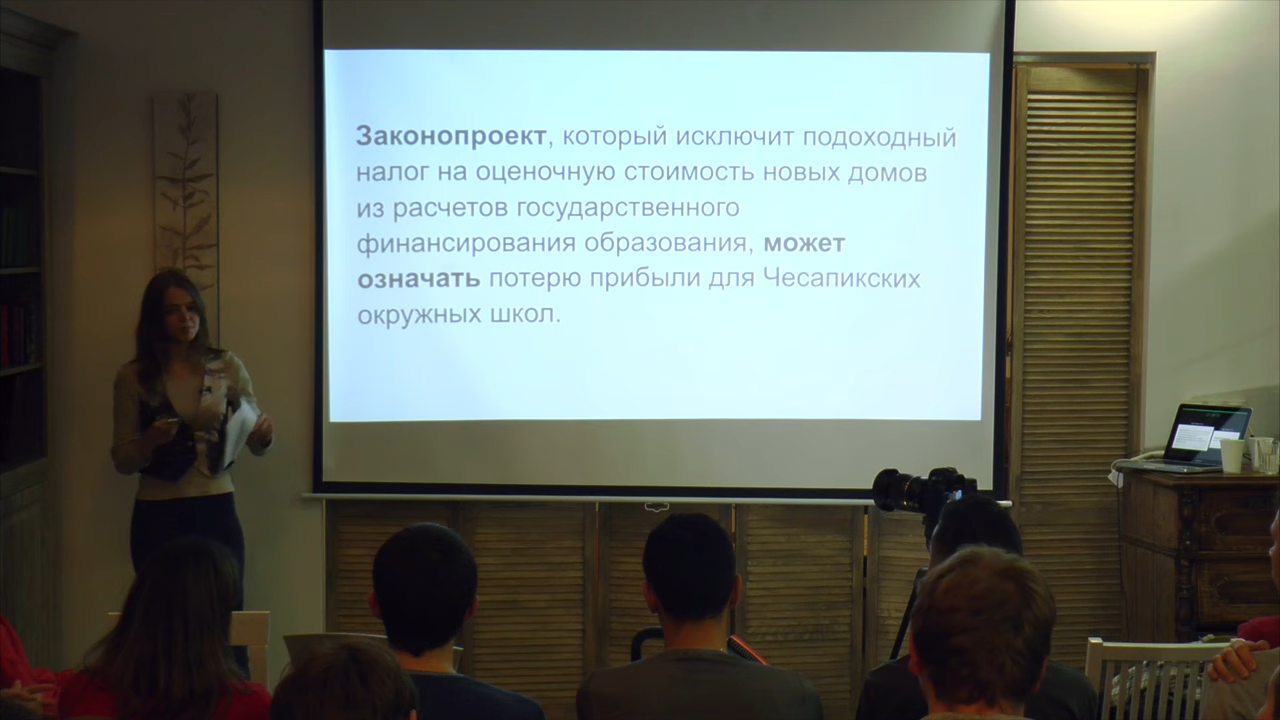 Законопроект, который исключит подоходный
налог на оценочную стоимость новых домов
из расчетов государственного
финансирования образования, может
означать потерю прибыли для Чесапикских
окружных школ.